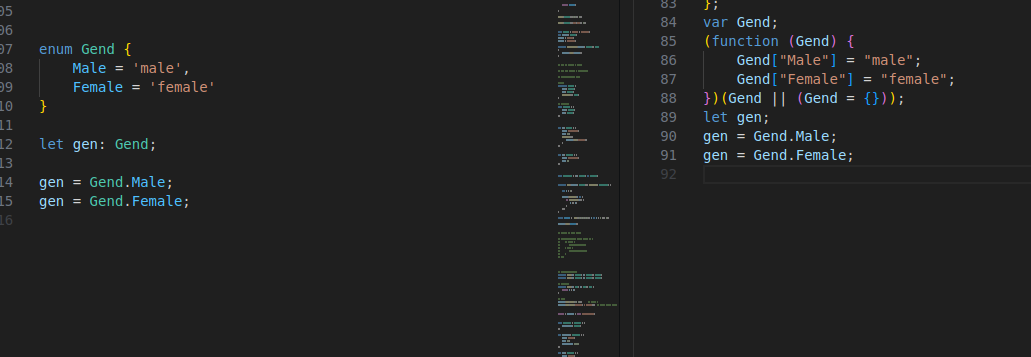 05
06
07 enum Gend {
08 Male = 'male',
09 Female = 'female'
10 }
11
12 let gen: Gend;
13
14 gen = Gend.Male;
15 gen = Gend.Female;
16
83 };
84 var Gend;
85 (function (Gend) {
86 Gend["Male"] = "male";
87 Gend["Female"] = "female";
88 })(Gend || (Gend = {}));
89 let gen;
90 gen = Gend.Male;
91 gen = Gend.Female;
92